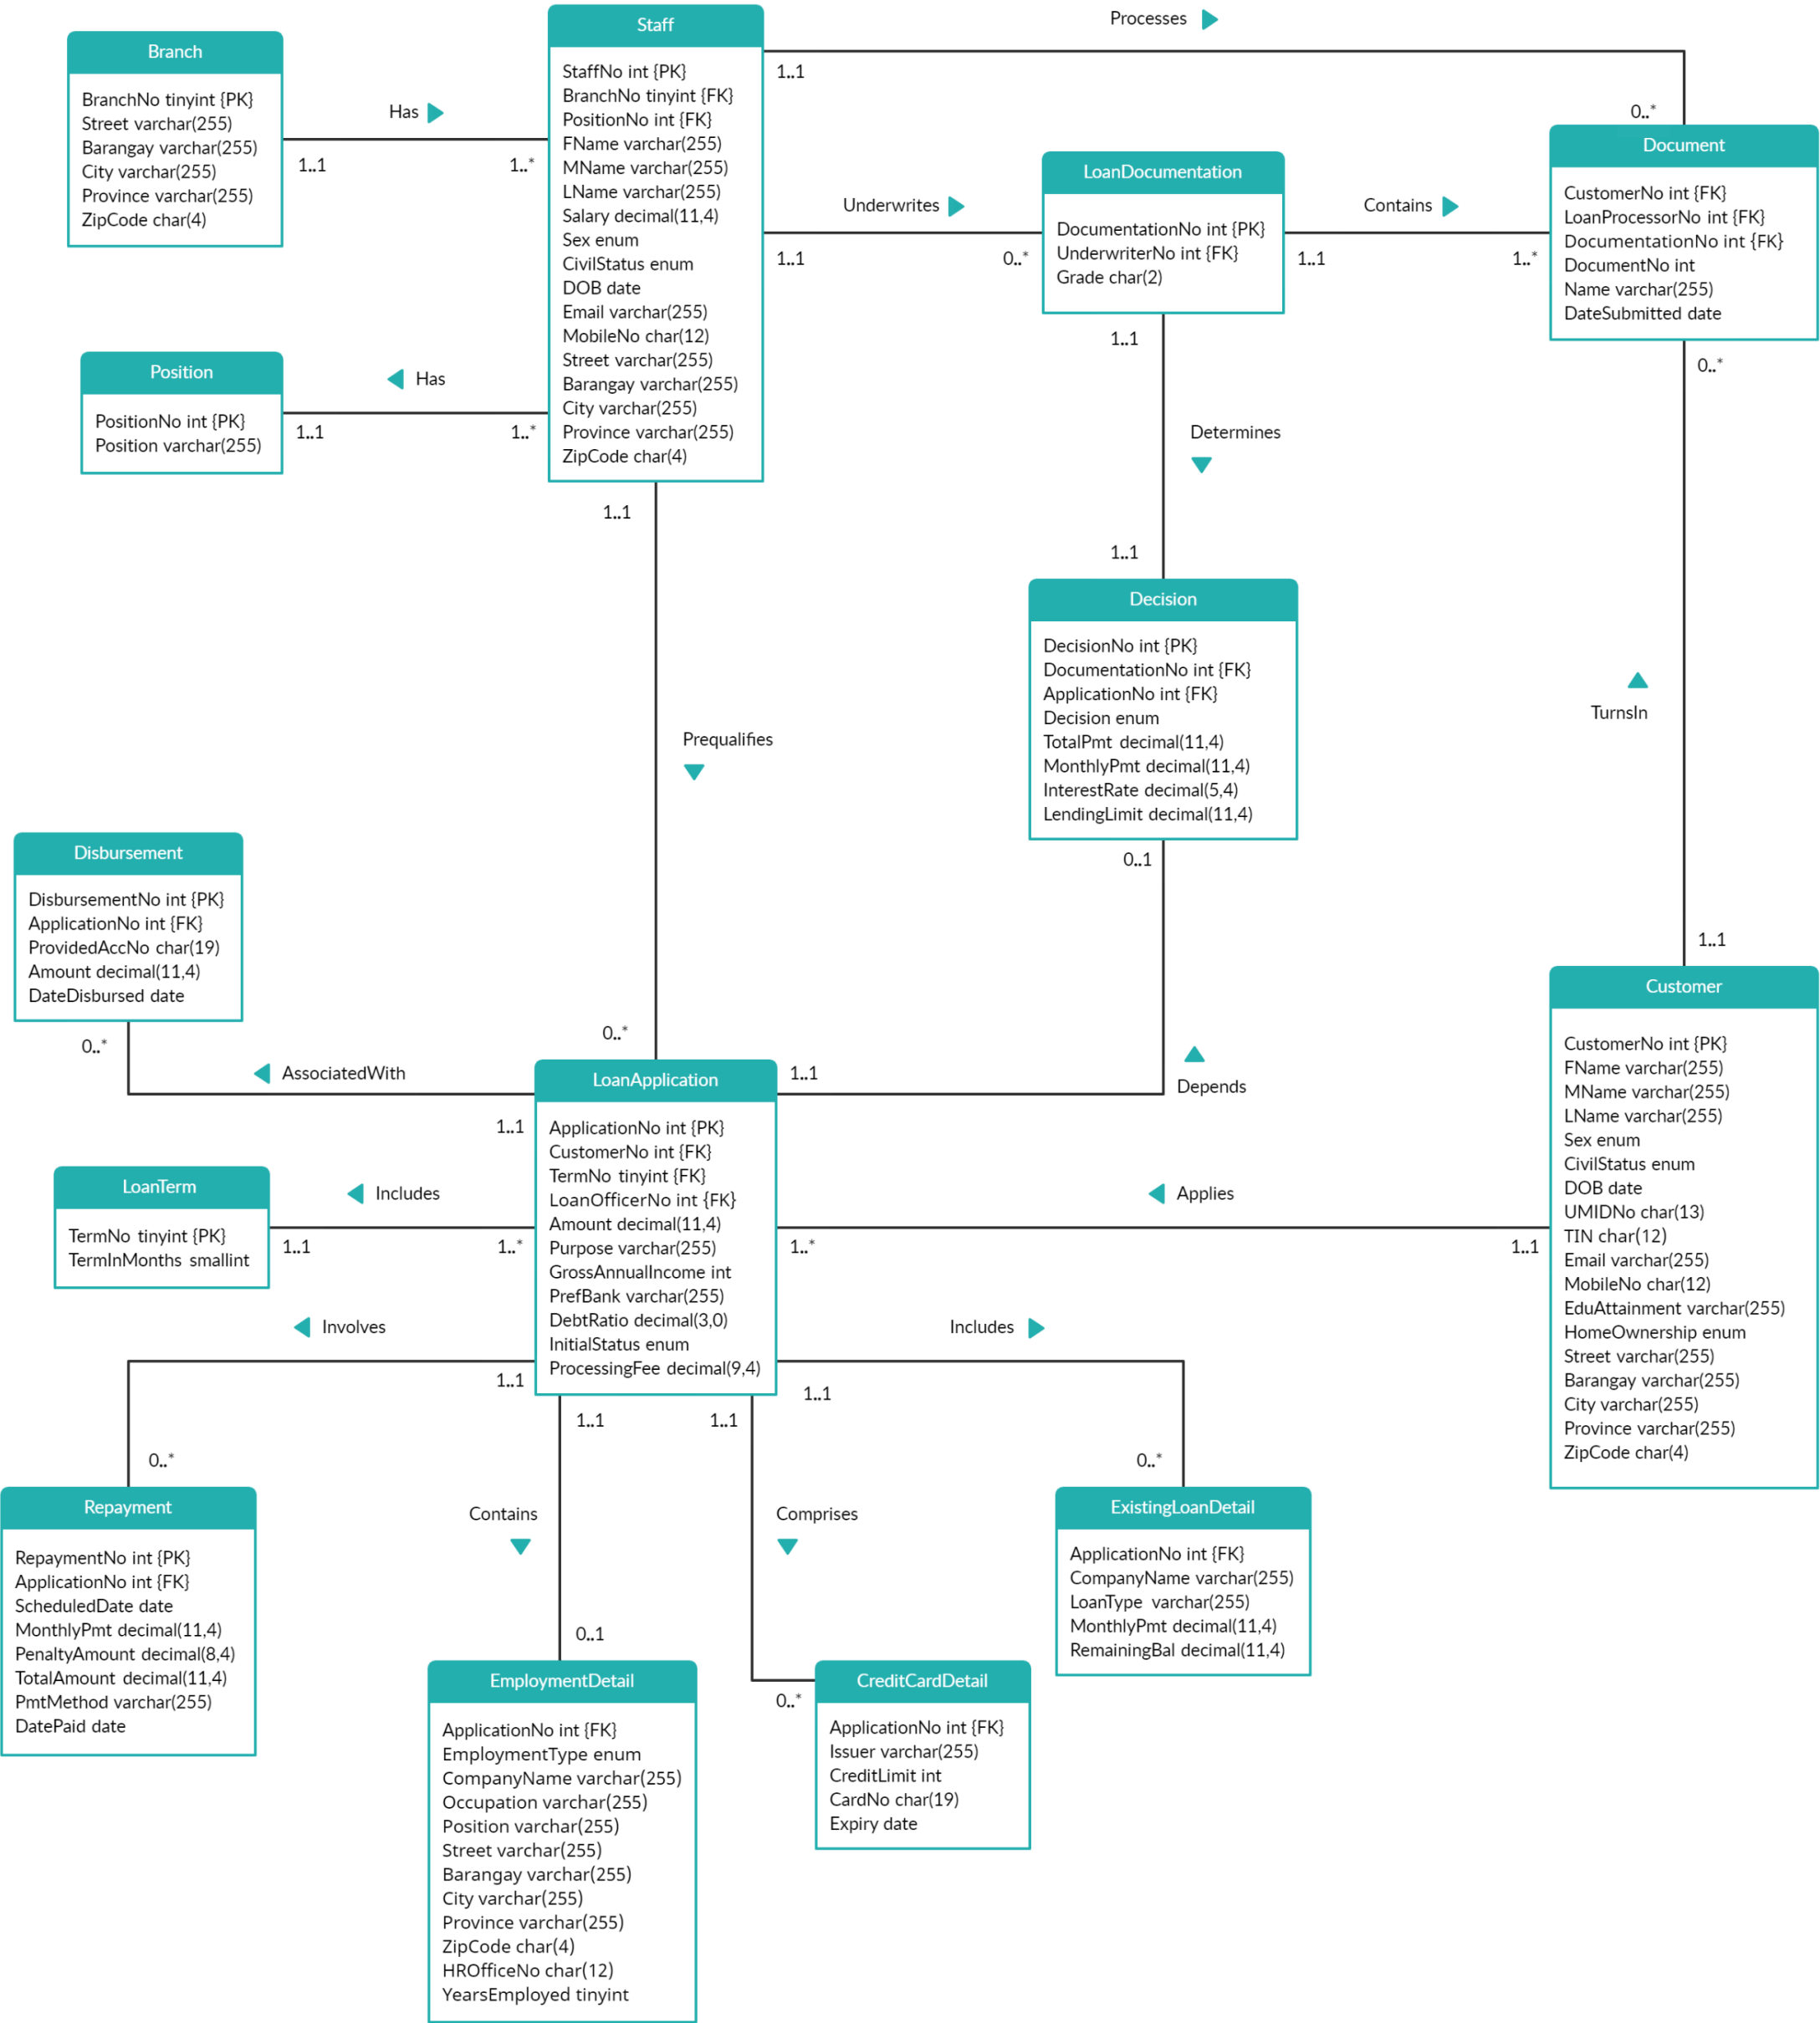 Processes
Staff
StaffNo int {PK}
BranchNo tinyint {FK}
PositionNo int {FK}
FName varchar(255)
MName varchar(255)
LName varchar(255)
Salary decimal(11,4)
Sex enum
CivilStatus enum
DOB date
Email varchar(255)
MobileNo char(12)
Street varchar(255)
Barangay varchar(255)
City varchar(255)
Province varchar(255)
ZipCode char(4)
Branch
BranchNo tinyint {PK}
Street varchar(255)
Barangay varchar(255)
City varchar(255)
Province varchar(255)
ZipCode char(4)
Has
1..1
1..*
Position
PositionNo int {PK}
Position varchar(255)
Has
1..1
1..*
1..1
0..*
Underwrites
1..1
0..*
LoanDocumentation
DocumentationNo int {PK}
UnderwriterNo int {FK}
Grade char(2)
Contains
1..1
1..*
Document
CustomerNo int {FK}
LoanProcessorNo int {FK}
DocumentationNo int {FK}
DocumentNo int
Name varchar(255)
DateSubmitted date
1..1
Determines
1..1
Decision
DecisionNo int {PK}
DocumentationNo int {FK}
ApplicationNo int {FK}
Decision enum
TotalPmt decimal(11,4)
MonthlyPmt decimal(11,4)
InterestRate decimal(5,4)
LendingLimit decimal(11,4)
0..1
Depends
1..1
0..*
TurnsIn
1..1
1..1
Prequalifies
0..*
Disbursement
DisbursementNo int {PK}
ApplicationNo int {FK}
ProvidedAccNo char(19)
Amount decimal(11,4)
DateDisbursed date
0..*
AssociatedWith
1..1
LoanApplication
ApplicationNo int {PK}
CustomerNo int {FK}
TermNo tinyint {FK}
LoanOfficerNo int {FK}
Amount decimal(11,4)
Purpose varchar(255)
GrossAnnualIncome int
PrefBank varchar(255)
DebtRatio decimal(3,0)
InitialStatus enum
ProcessingFee decimal(9,4)
LoanTerm
TermNo tinyint {PK}
TermInMonths smallint
Includes
1..1
1..*
Applies
1..*
1..1
Customer
CustomerNo int {PK}
FName varchar(255)
MName varchar(255)
LName varchar(255)
Sex enum
CivilStatus enum
DOB date
UMIDNo char(13)
TIN char(12)
Email varchar(255)
MobileNo char(12)
EduAttainment varchar(255)
HomeOwnership enum
Street varchar(255)
Barangay varchar(255)
City varchar(255)
Province varchar(255)
ZipCode char(4)
Involves
1..1
0..*
Repayment
RepaymentNo int {PK}
ApplicationNo int {FK}
ScheduledDate date
MonthlyPmt decimal(11,4)
PenaltyAmount decimal(8,4)
TotalAmount decimal(11,4)
PmtMethod varchar(255)
DatePaid date
1..1
Contains
0..1
EmploymentDetail
ApplicationNo int {FK}
EmploymentType enum
CompanyName varchar(255)
Occupation varchar(255)
Position varchar(255)
Street varchar(255)
Barangay varchar(255)
City varchar(255)
Province varchar(255)
ZipCode char(4)
HROfficeNo char(12)
YearsEmployed tinyint
1..1
Comprises
0..*
CreditCardDetail
ApplicationNo int {FK}
Issuer varchar(255)
CreditLimit int
CardNo char(19)
Expiry date
Includes
1..1
0..*
ExistingLoanDetail
ApplicationNo int {FK}
CompanyName varchar(255)
LoanType varchar(255)
MonthlyPmt decimal(11,4)
RemainingBal decimal(11,4)